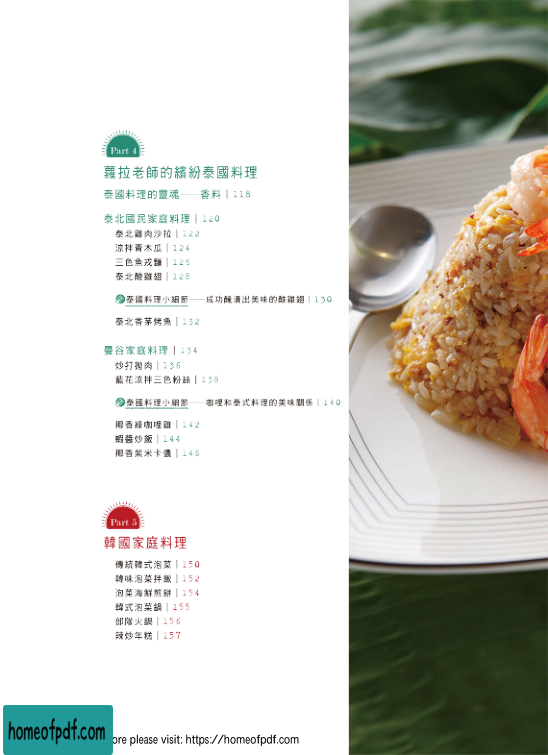 Part 4
蘿拉老師的繽紛泰國料理
泰國料理的靈魂——香料|118
泰北國民家庭料理|120
泰北雞肉沙拉|122
涼拌青木瓜|124
三色魚戎麵|126
泰北酸雞翅|128
泰國料理小細節——成功醃漬出美味的酸雞翅|130
泰北香茅烤魚|132
曼谷家庭料理|134
炒打拋肉|136
藍花涼拌三色粉絲|138
泰國料理小細節——咖哩和泰式料理的美味關係|140
椰香綠咖哩雞|142
蝦醬炒飯|144
椰香紫米卡儂|146
Part 5
韓國家庭料理
傳統韓式泡菜|150
韓味泡菜拌飯|152
泡菜海鮮煎餅|154
韓式泡菜鍋|155
部隊火鍋|156
辣炒年糕|157
homeofpdf.com
ore please visit: https://homeofpdf.com